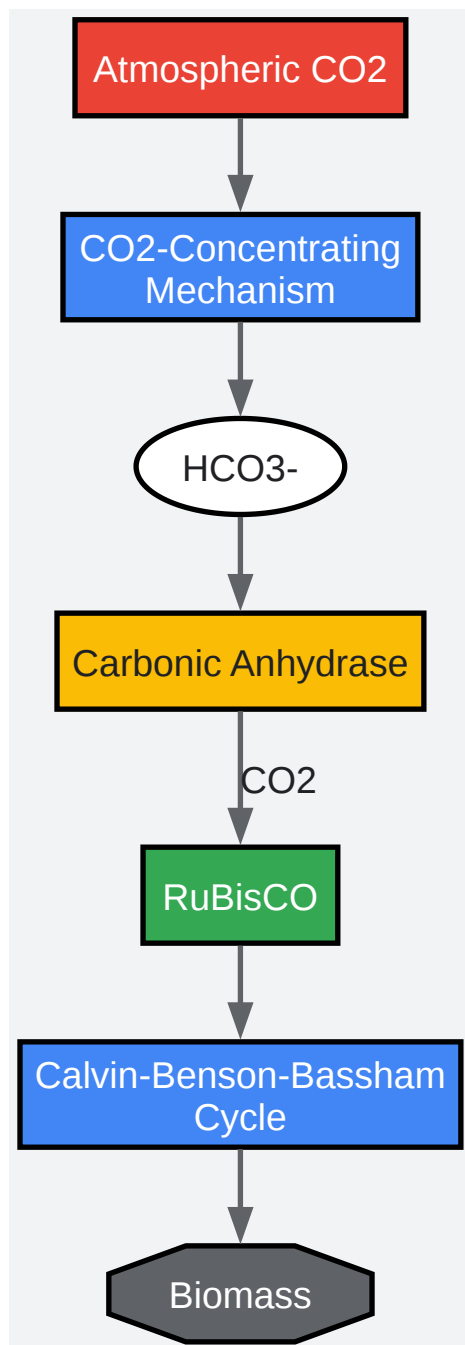 Atmospheric CO2
CO2-Concentrating
Mechanism
HCO3-
Carbonic Anhydrase
CO2
RuBisCO
Calvin-Benson-Bassham
Cycle
Biomass